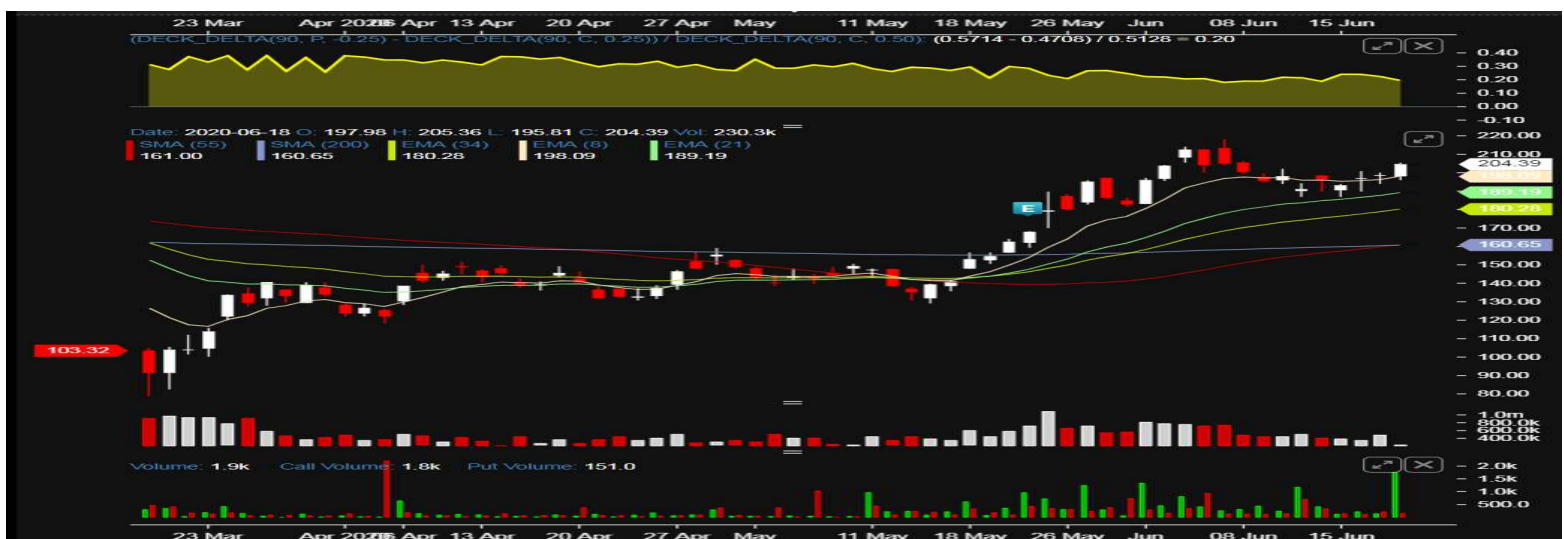 23 Mar Apr 2020 06 Apr 13 Apr 20 Apr 27 Apr May 11 May 18 May 26 May Jun 08 Jun 15 Jun
(DECK_DELTA(90, P, -0.25) - DECK_DELTA(90, C, 0.25)) / DECK_DELTA(90, C, 0.50): (0.5714 - 0.4708) / 0.5128 = 0.20
0.40
0.30
0.20
0.10
0.00
-0.10
Date: 2020-06-18 O: 197.98 H: 205.36 L: 195.81 C: 204.39 Vol: 230.3k
SMA (55) SMA (200) EMA (34) EMA (8) EMA (21)
161.00 160.65 180.28 198.09 189.19
220.00
210.00
204.39
198.09
189.19
180.28
170.00
160.65
150.00
140.00
130.00
120.00
110.00
100.00
90.00
80.00
E
103.32
1.0m
800.0k
600.0k
400.0k
Volume: 1.9k Call Volume: 1.8k Put Volume: 151.0
2.0k
1.5k
1.0k
500.0
23 Mar Apr 2020 06 Apr 13 Apr 20 Apr 27 Apr May 11 May 18 May 26 May Jun 08 Jun 15 Jun